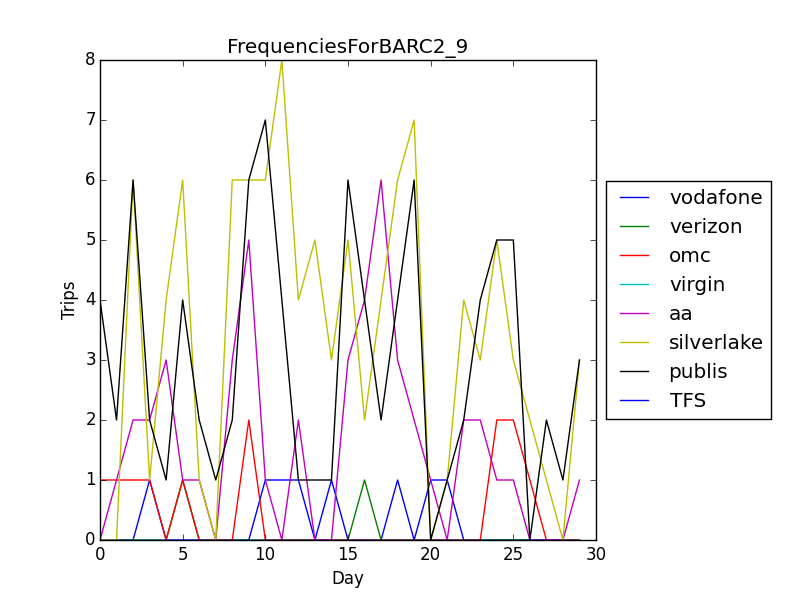 FrequenciesForBARC2_9
8
7
6
5
4
3
2
1
0
Trips
0 5 10 15 20 25 30
Day
vodafone
verizon
omc
virgin
aa
silverlake
publis
TFS